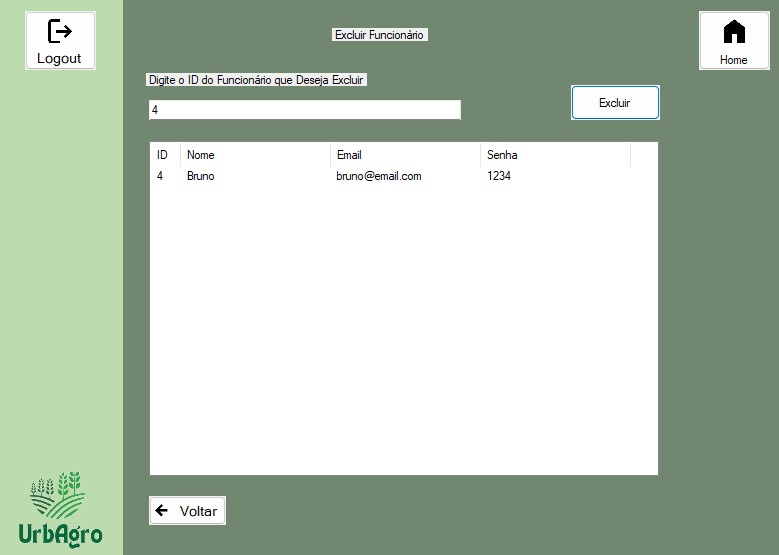 Logout
Excluir Funcionário
Home
Digite o ID do Funcionário que Deseja Excluir
4
Excluir
ID Nome Email Senha
4 Bruno bruno@email.com 1234
Voltar
UrbAgro